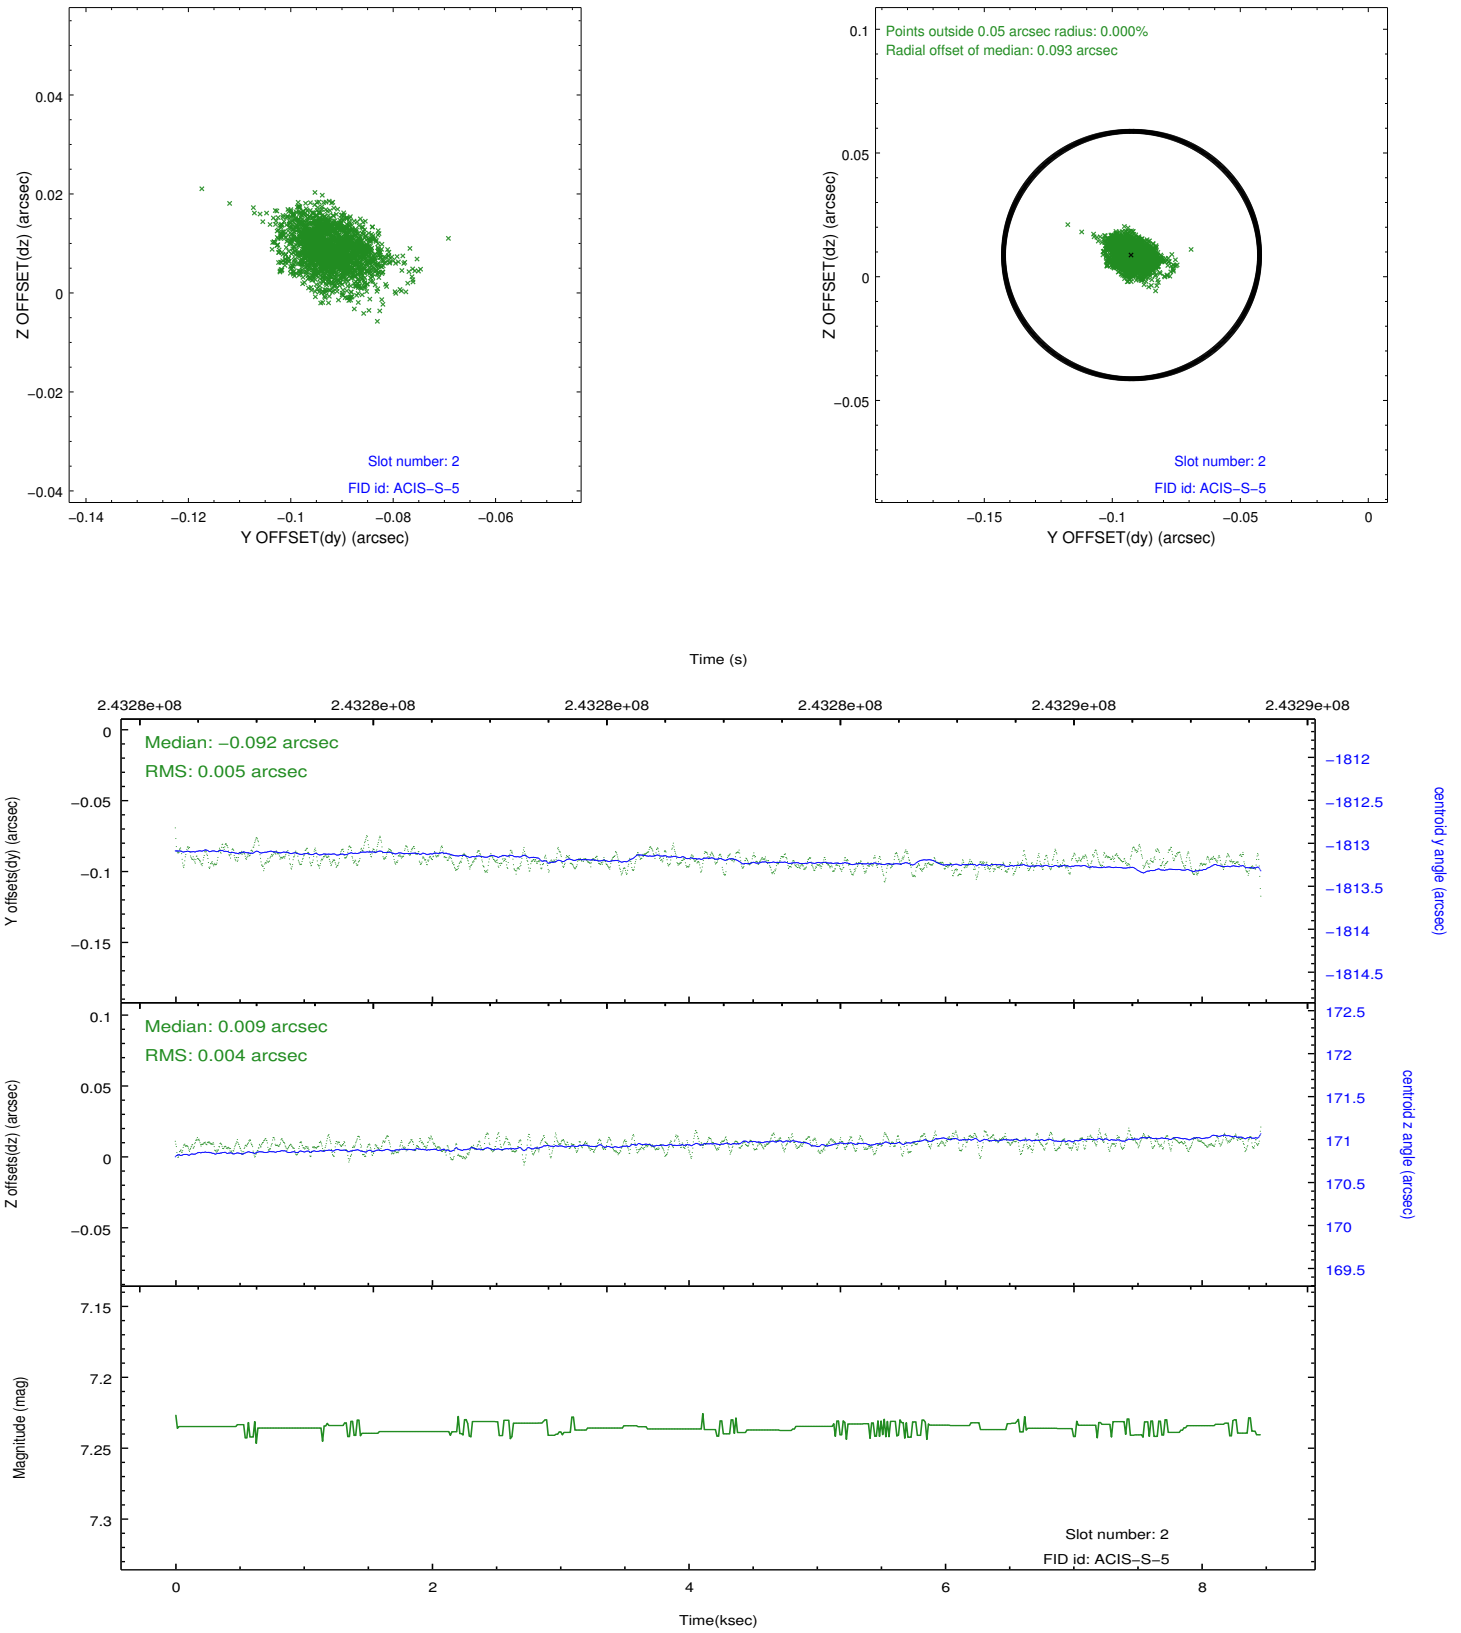 0.04
0.02
0
−0.02
−0.04
Z OFFSET(dz) (arcsec)
Slot number: 2
FID id: ACIS−S−5
−0.14
−0.12
−0.1
−0.08
−0.06
Y OFFSET(dy) (arcsec)
Points outside 0.05 arcsec radius: 0.000%
Radial offset of median: 0.093 arcsec
0.1
0.05
0
−0.05
Z OFFSET(dz) (arcsec)
Slot number: 2
FID id: ACIS−S−5
−0.15
−0.1
−0.05
0
Y OFFSET(dy) (arcsec)
Time (s)
2.4328e+08
2.4328e+08
2.4328e+08
2.4328e+08
2.4329e+08
2.4329e+08
Median: −0.092 arcsec
RMS: 0.005 arcsec
0
−0.05
−0.1
−0.15
Y offsets(dy) (arcsec)
−1812
−1812.5
−1813
−1813.5
−1814
−1814.5
centroid y angle (arcsec)
Median: 0.009 arcsec
RMS: 0.004 arcsec
0.1
0.05
0
−0.05
Z offsets(dz) (arcsec)
172.5
172
171.5
171
170.5
170
169.5
centroid z angle (arcsec)
7.15
7.2
7.25
7.3
Magnitude (mag)
Slot number: 2
FID id: ACIS−S−5
0
2
4
6
8
Time(ksec)